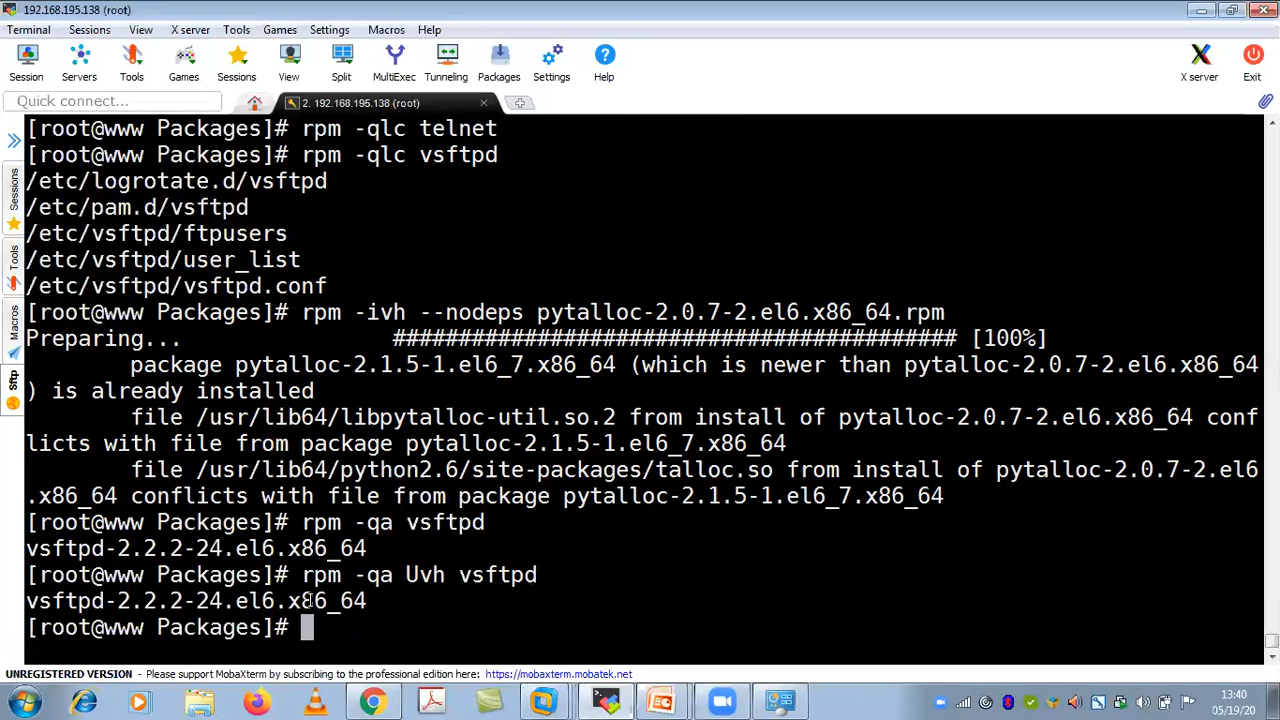 192.168.195.138 (root)
Terminal Sessions View X server Tools Games Settings Macros Help
Session Servers Tools Games Sessions View Split MultiExec Tunneling Packages Settings Help X server Exit
Quick connect...
2. 192.168.195.138 (root)
Sessions
Tools
Macros
Sftp
[root@www Packages]# rpm -qlc telnet
[root@www Packages]# rpm -qlc vsftpd
/etc/logrotate.d/vsftpd
/etc/pam.d/vsftpd
/etc/vsftpd/ftpusers
/etc/vsftpd/user_list
/etc/vsftpd/vsftpd.conf
[root@www Packages]# rpm -ivh --nodeps pytalloc-2.0.7-2.el6.x86_64.rpm
Preparing... ########################################### [100%]
package pytalloc-2.1.5-1.el6_7.x86_64 (which is newer than pytalloc-2.0.7-2.el6.x86_64
) is already installed
file /usr/lib64/libpytalloc-util.so.2 from install of pytalloc-2.0.7-2.el6.x86_64 conf
licts with file from package pytalloc-2.1.5-1.el6_7.x86_64
file /usr/lib64/python2.6/site-packages/talloc.so from install of pytalloc-2.0.7-2.el6
.x86_64 conflicts with file from package pytalloc-2.1.5-1.el6_7.x86_64
[root@www Packages]# rpm -qa vsftpd
vsftpd-2.2.2-24.el6.x86_64
[root@www Packages]# rpm -qa Uvh vsftpd
vsftpd-2.2.2-24.el6.x86_64
[root@www Packages]#
UNREGISTERED VERSION - Please support MobaXterm by subscribing to the professional edition here: https://mobaxterm.mobatek.net
13:40
05/19/20